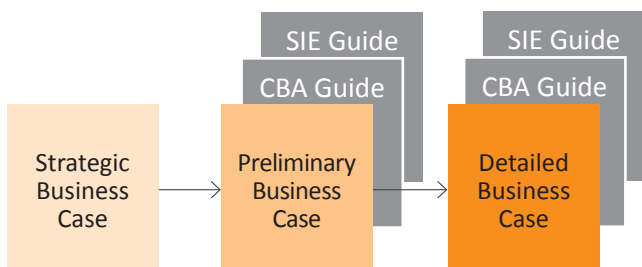 SIE Guide
CBA Guide
SIE Guide
CBA Guide
Strategic
Business
Case
Preliminary
Business
Case
Detailed
Business
Case